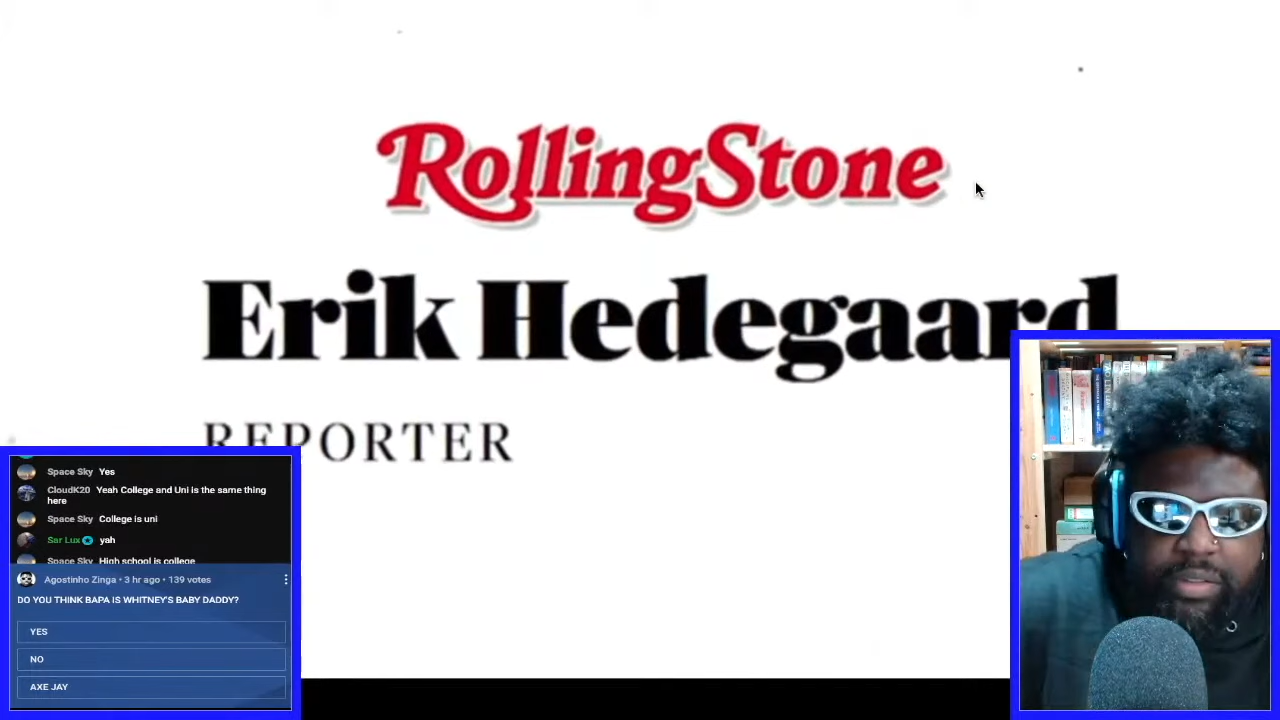 RollingStone
Erik Hedegaard
REPORTER
Space Sky Yes
CloudK20 Yeah College and Uni is the same thing
here
Space Sky College is uni
Sar Lux yah
Space Sky High school is college
Agostinho Zinga • 3 hr ago • 139 votes
DO YOU THINK BAPA IS WHITNEY'S BABY DADDY?
YES
NO
AXE JAY